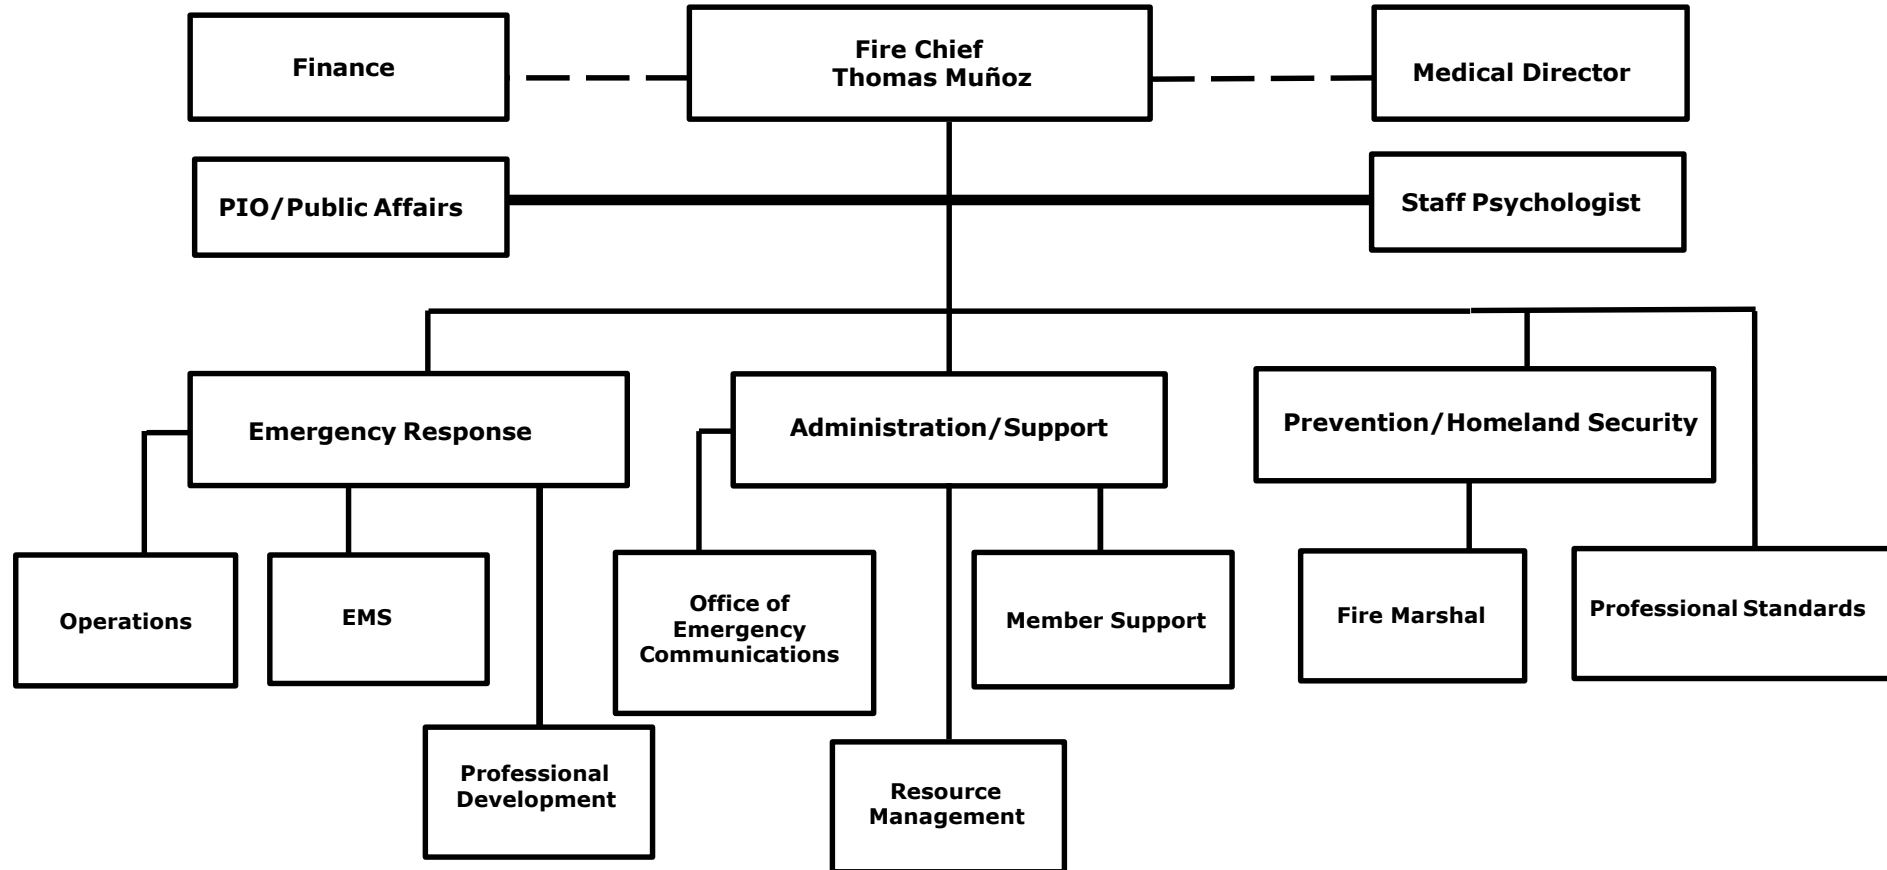 Finance
Fire Chief
Thomas Muñoz
Medical Director
PIO/Public Affairs
Staff Psychologist
Emergency Response
Administration/Support
Prevention/Homeland Security
Operations
EMS
Office of
Emergency
Communications
Member Support
Fire Marshal
Professional Standards
Professional
Development
Resource
Management